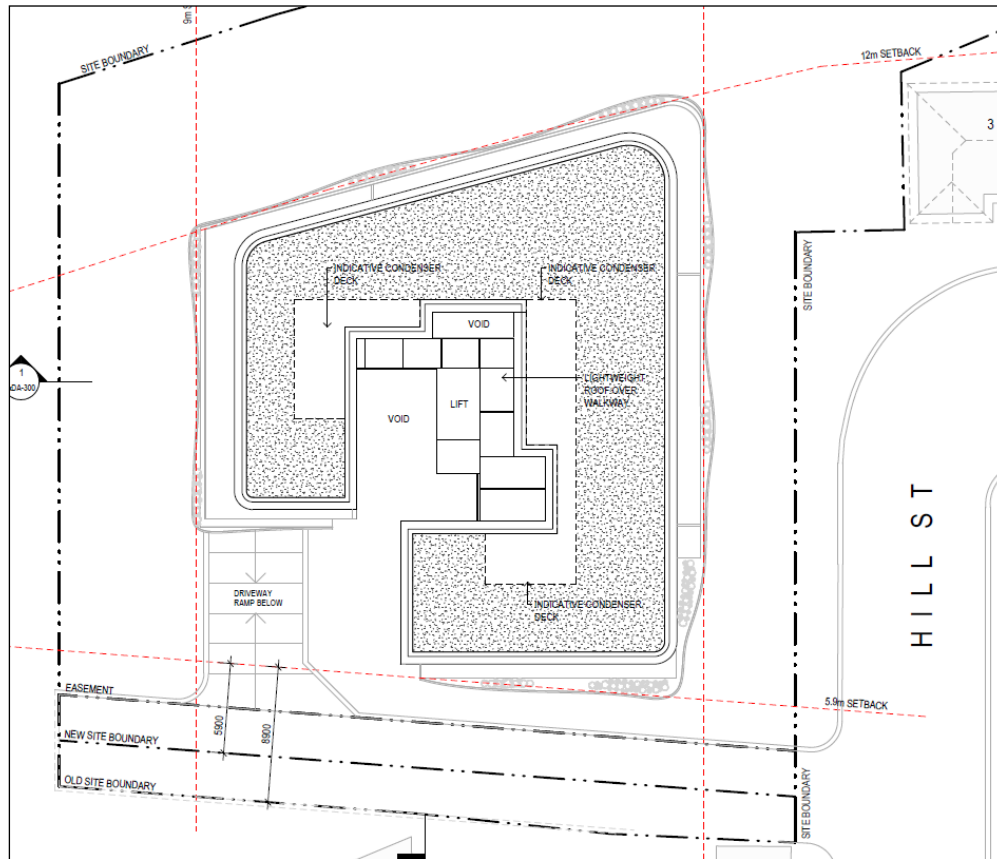 9m S
SITE BOUNDARY
12m SETBACK
3
SITE BOUNDARY
INDICATIVE CONDENSER
DECK
INDICATIVE CONDENSER
DECK
VOID
1
DA-300
LIGHTWEIGHT
ROOF OVER
WALKWAY
LIFT
VOID
HILL ST
DRIVEWAY
RAMP BELOW
INDICATIVE CONDENSER
DECK
EASEMENT
5.9m SETBACK
5900
8900
NEW SITE BOUNDARY
OLD SITE BOUNDARY
SITE BOUNDARY